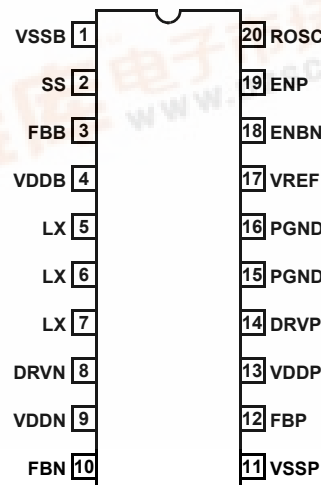 VSSB 1
20 ROSC
SS 2
19 ENP
FBB 3
18 ENBN
VDDB 4
17 VREF
LX 5
16 PGND
LX 6
15 PGND
LX 7
14 DRVP
DRVN 8
13 VDDP
VDDN 9
12 FBP
FBN 10
11 VSSP